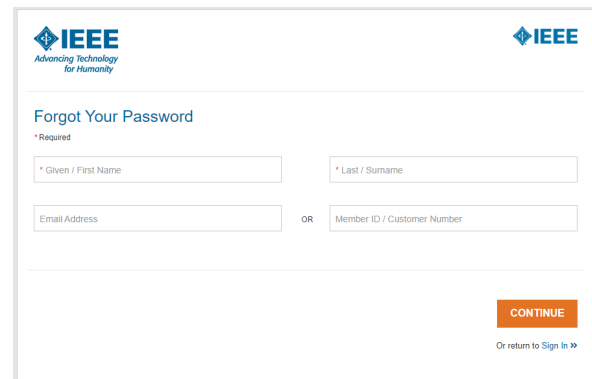 IEEE
Advancing Technology
for Humanity
IEEE
Forgot Your Password
* Required
* Given / First Name
* Last / Surname
Email Address
OR
Member ID / Customer Number
CONTINUE
Or return to Sign In »